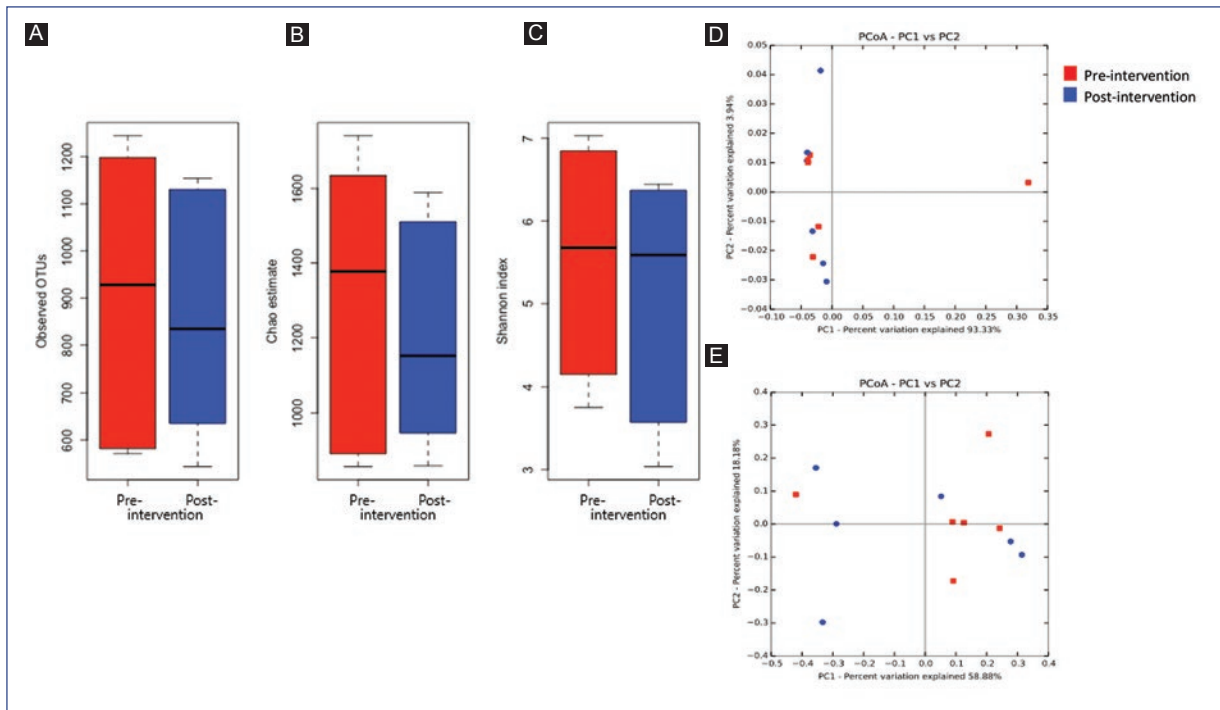 A
B
C
D
E
Observed OTUs
600
700
800
900
1000
1100
1200
Pre-
Post-
intervention
Chao estimate
1000
1200
1400
1600
Pre-
Post-
intervention
Shannon index
3
4
5
6
7
Pre-
Post-
intervention
PCoA - PC1 vs PC2
PC2 - Percent variation explained 3.94%
0.05
0.04
0.03
0.02
0.01
0.00
−0.01
−0.02
−0.03
−0.04
−0.10 −0.05 0.00 0.05 0.10 0.15 0.20 0.25 0.30 0.35
PC1 - Percent variation explained 93.33%
Pre-intervention
Post-intervention
PCoA - PC1 vs PC2
PC2 - Percent variation explained 18.18%
0.4
0.3
0.2
0.1
0.0
−0.1
−0.2
−0.3
−0.4
−0.5 −0.4 −0.3 −0.2 −0.1 0.0 0.1 0.2 0.3 0.4
PC1 - Percent variation explained 58.88%